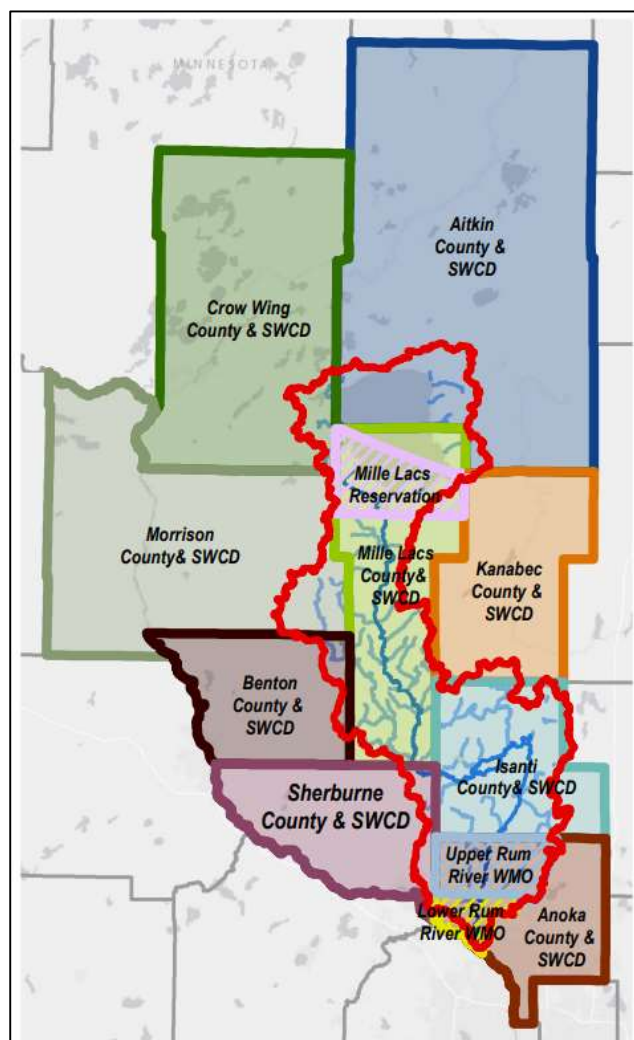 MINNESOTA
Aitkin
County &
SWCD
Crow Wing
County & SWCD
Mille Lacs
Reservation
Morrison
County& SWCD
Mille Lacs
County&
SWCD
Kanabec
County &
SWCD
Benton
County &
SWCD
Isanti
County& SWCD
Sherburne
County & SWCD
Upper Rum
River WMO
Lower Rum
River WMO
Anoka
County &
SWCD